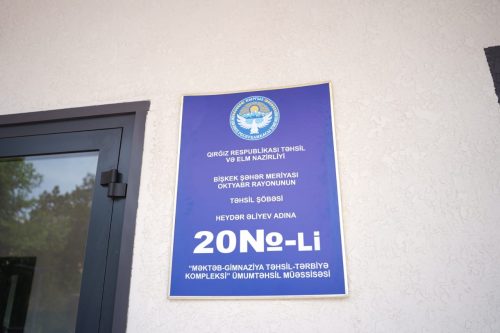 QIRĞIZ RESPUBLİKASI TƏHSİL
VƏ ELM NAZİRLİYİ
BİŞKEK ŞƏHƏR MERİYASI
OKTYABR RAYONUNUN
TƏHSİL ŞÖBƏSİ
HEYDƏR ƏLİYEV ADINA
20№-Li
"MƏKTƏB-GİMNAZİYA TƏHSİL-TƏRBİYƏ
KOMPLEKSİ" ÜMUMTƏHSİL MÜƏSSİSƏSİ